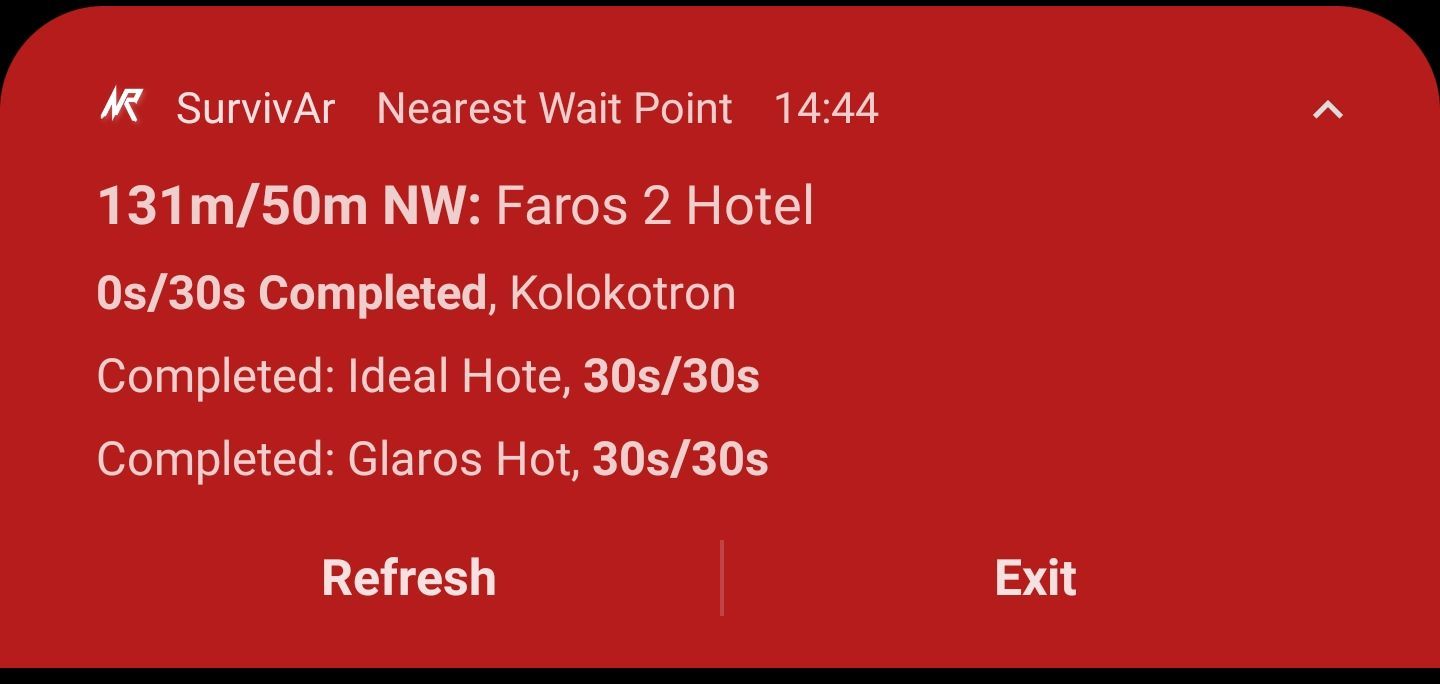 NR SurvivAr Nearest Wait Point 14:44
131m/50m NW: Faros 2 Hotel
0s/30s Completed, Kolokotron
Completed: Ideal Hote, 30s/30s
Completed: Glaros Hot, 30s/30s
Refresh Exit